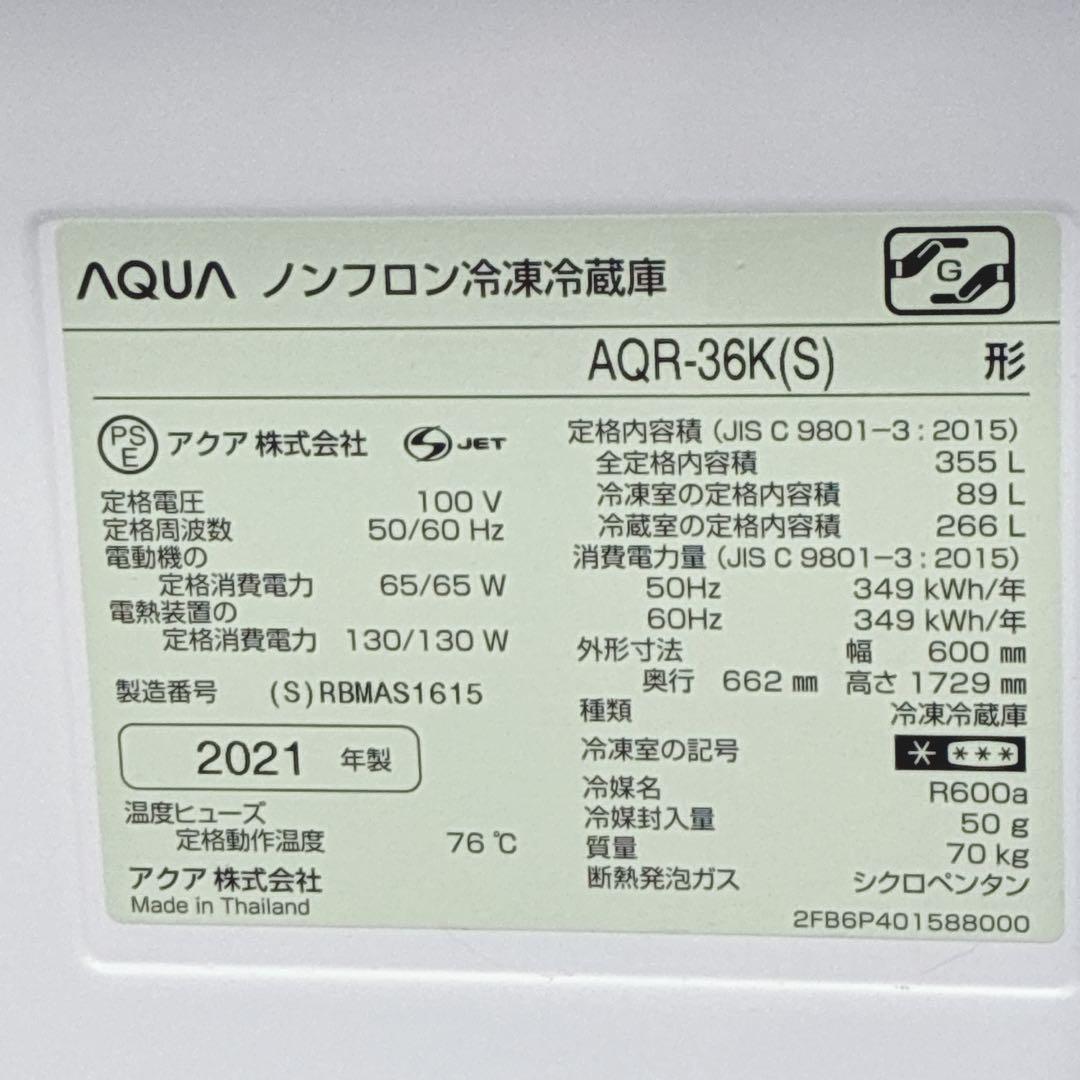 AQUA ノンフロン冷凍冷蔵庫
G
AQR-36K(S) 形
PS E アクア 株式会社 S JET
定格電圧 100 V
定格周波数 50/60 Hz
電動機の
定格消費電力 65/65 W
電熱装置の
定格消費電力 130/130 W
製造番号 (S)RBMAS1615
2021 年製
温度ヒューズ
定格動作温度 76 ℃
アクア 株式会社
Made in Thailand
定格内容積 (JIS C 9801-3 : 2015)
全定格内容積 355 L
冷凍室の定格内容積 89 L
冷蔵室の定格内容積 266 L
消費電力量 (JIS C 9801-3 : 2015)
50Hz 349 kWh/年
60Hz 349 kWh/年
外形寸法 幅 600 ㎜
奥行 662 ㎜ 高さ 1729 ㎜
種類 冷凍冷蔵庫
冷凍室の記号 * ***
冷媒名 R600a
冷媒封入量 50 g
質量 70 kg
断熱発泡ガス シクロペンタン
2FB6P401588000